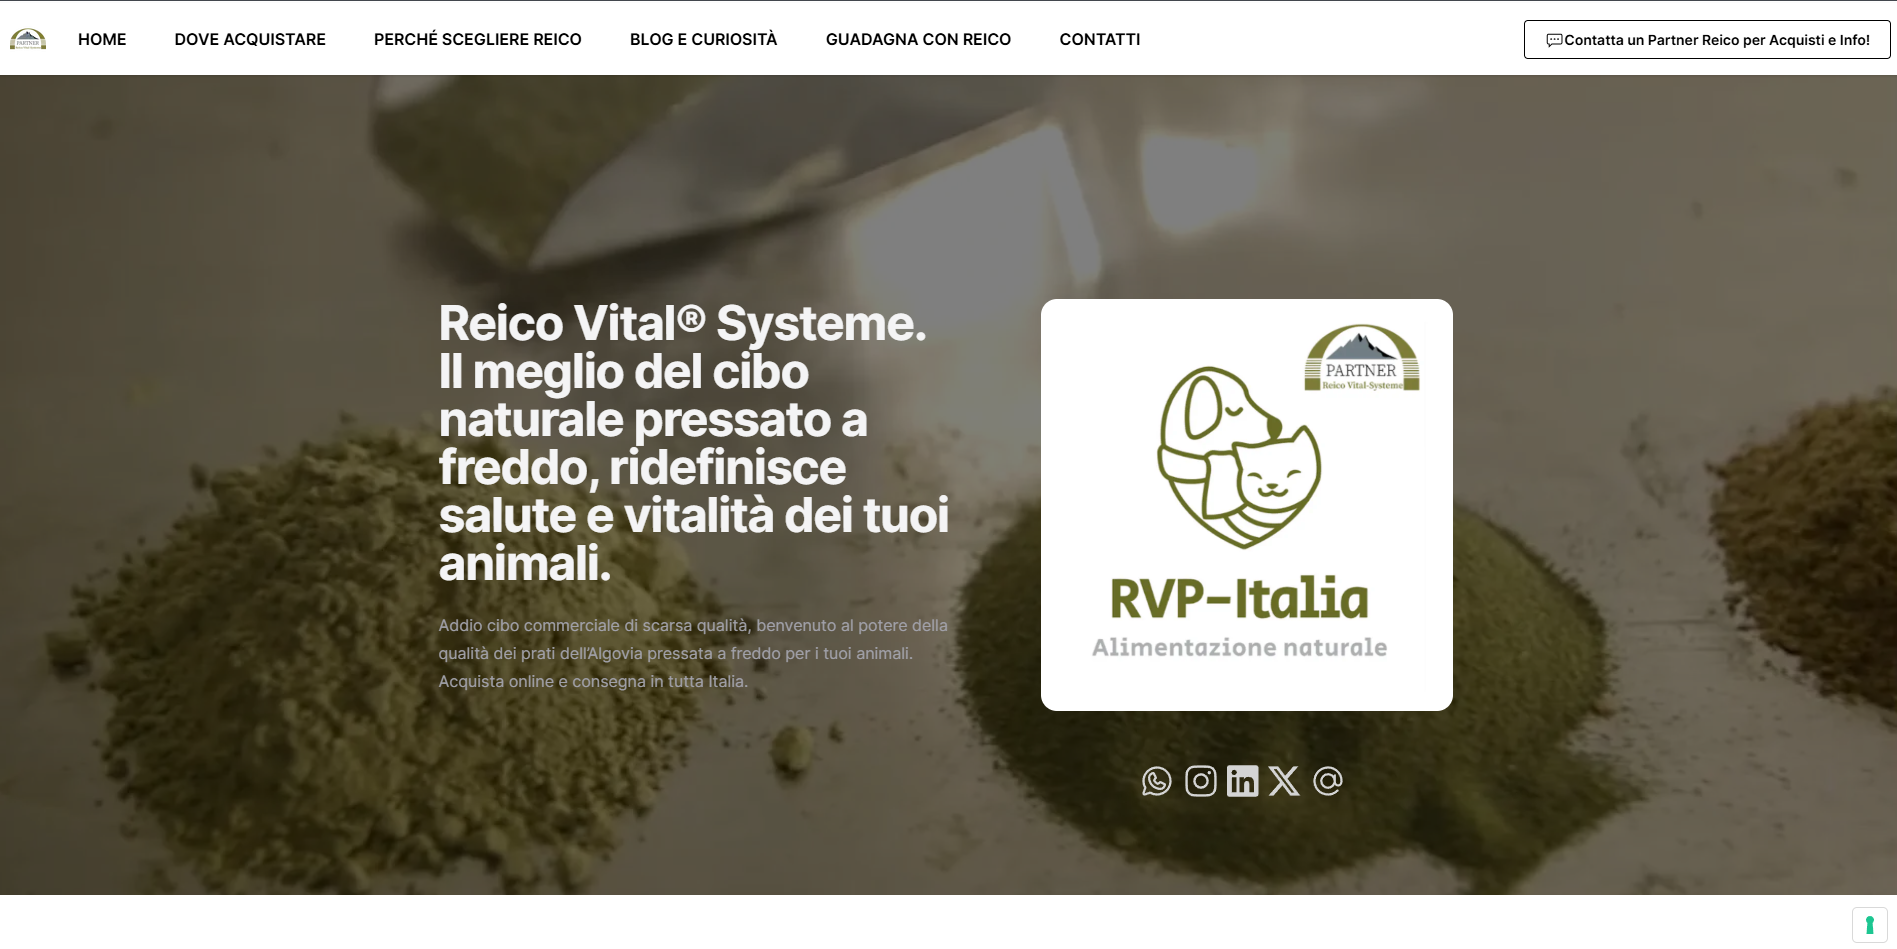 PARTNER
HOME
DOVE ACQUISTARE
PERCHÉ SCEGLIERE REICO
BLOG E CURIOSITÀ
GUADAGNA CON REICO
CONTATTI
Contatta un Partner Reico per Acquisti e Info!
Reico Vital® Systeme.
Il meglio del cibo
naturale pressato a
freddo, ridefinisce
salute e vitalità dei tuoi
animali.
Addio cibo commerciale di scarsa qualità, benvenuto al potere della
qualità dei prati dell'Algovia pressata a freddo per i tuoi animali.
Acquista online e consegna in tutta Italia.
PARTNER
Reico Vital-Systeme
RVP-Italia
Alimentazione naturale